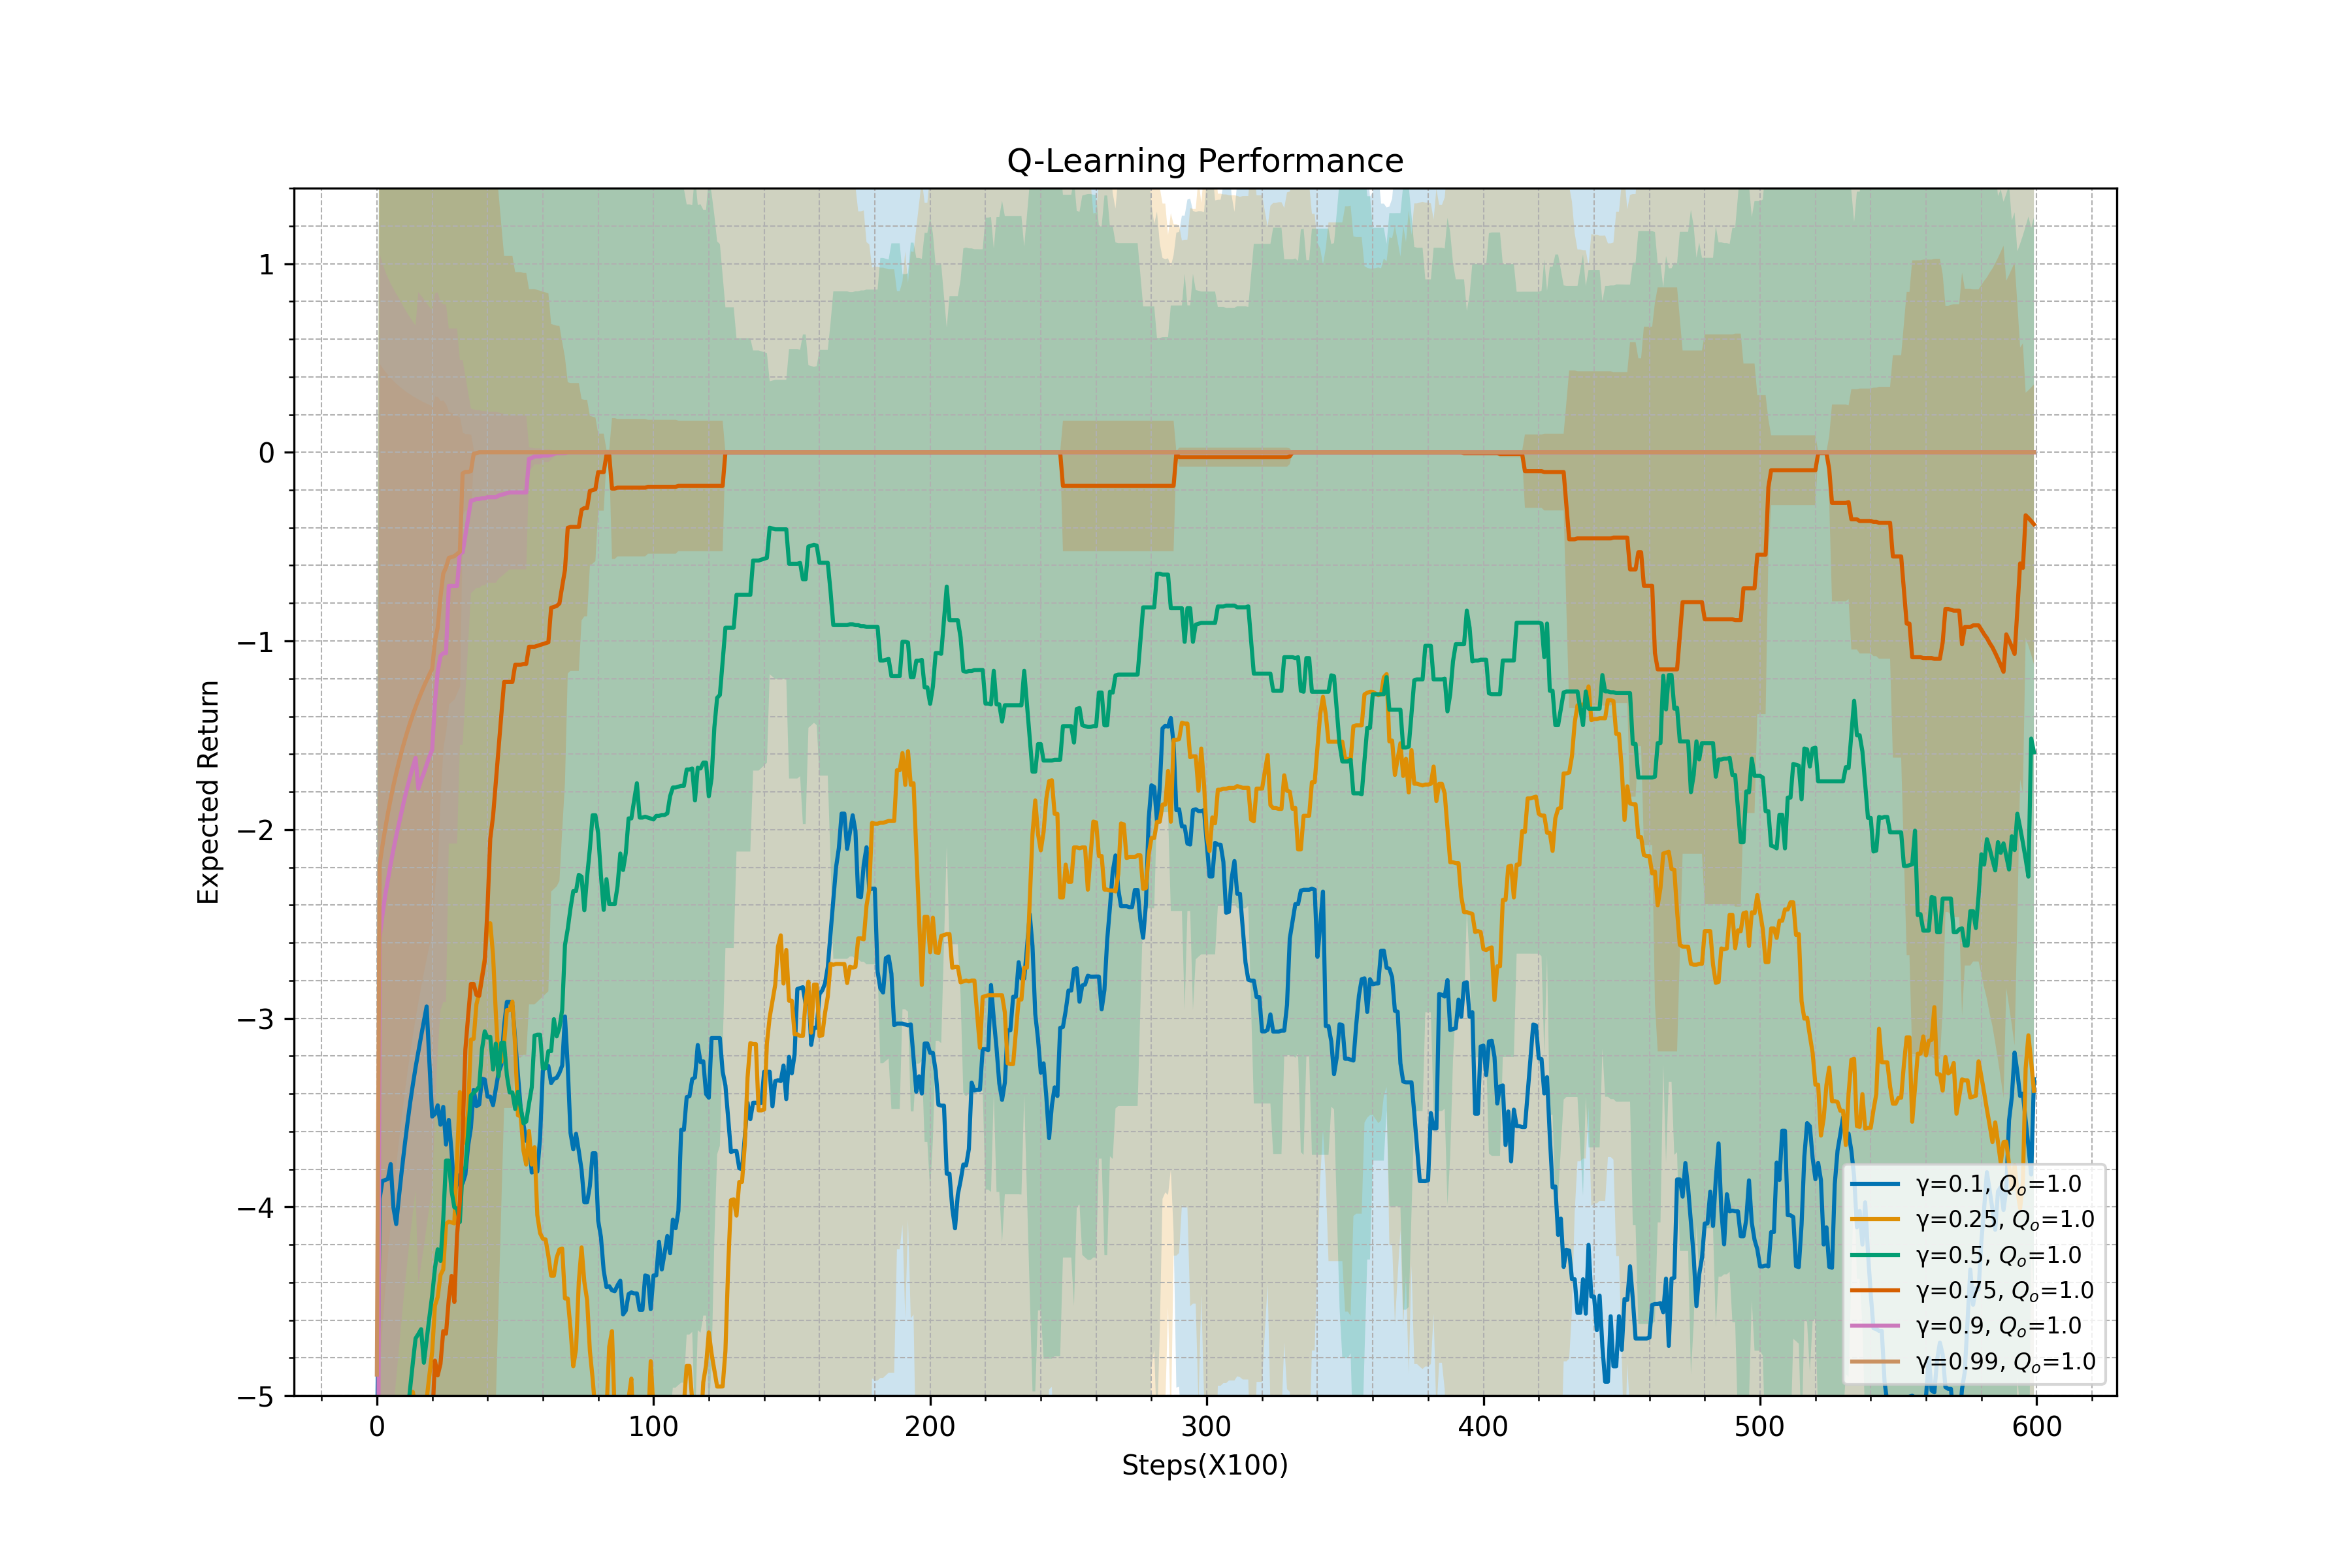 Q-Learning Performance
Expected Return
1
0
−1
−2
−3
−4
−5
0 100 200 300 400 500 600
Steps(X100)
γ=0.1, Qₒ=1.0
γ=0.25, Qₒ=1.0
γ=0.5, Qₒ=1.0
γ=0.75, Qₒ=1.0
γ=0.9, Qₒ=1.0
γ=0.99, Qₒ=1.0